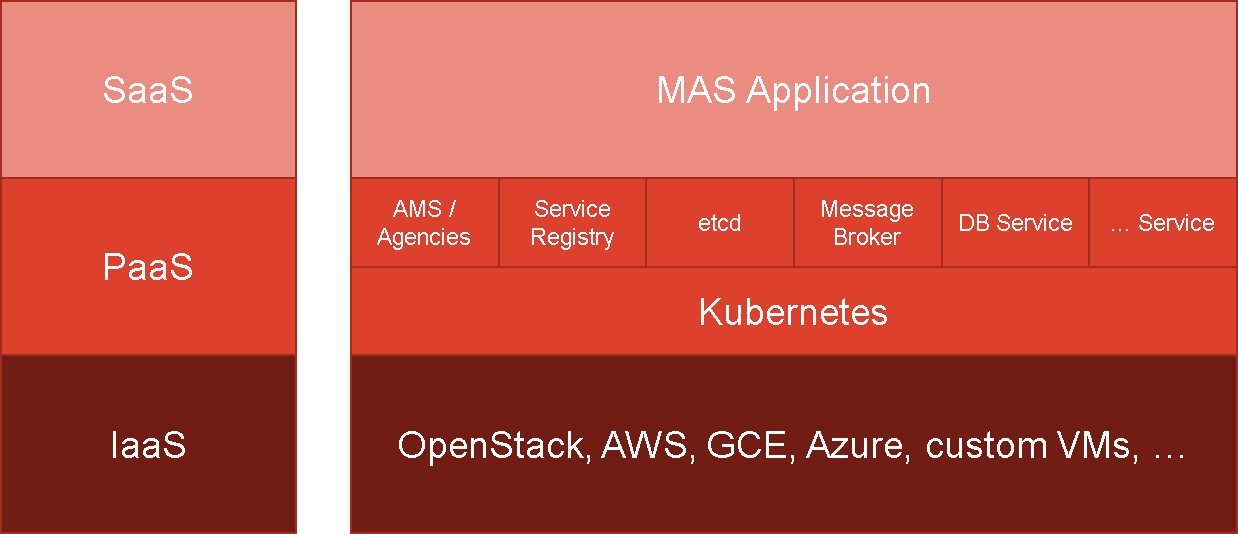 SaaS
MAS Application
PaaS
AMS /
Agencies
Service
Registry
etcd
Message
Broker
DB Service
... Service
Kubernetes
IaaS
OpenStack, AWS, GCE, Azure, custom VMs, ...